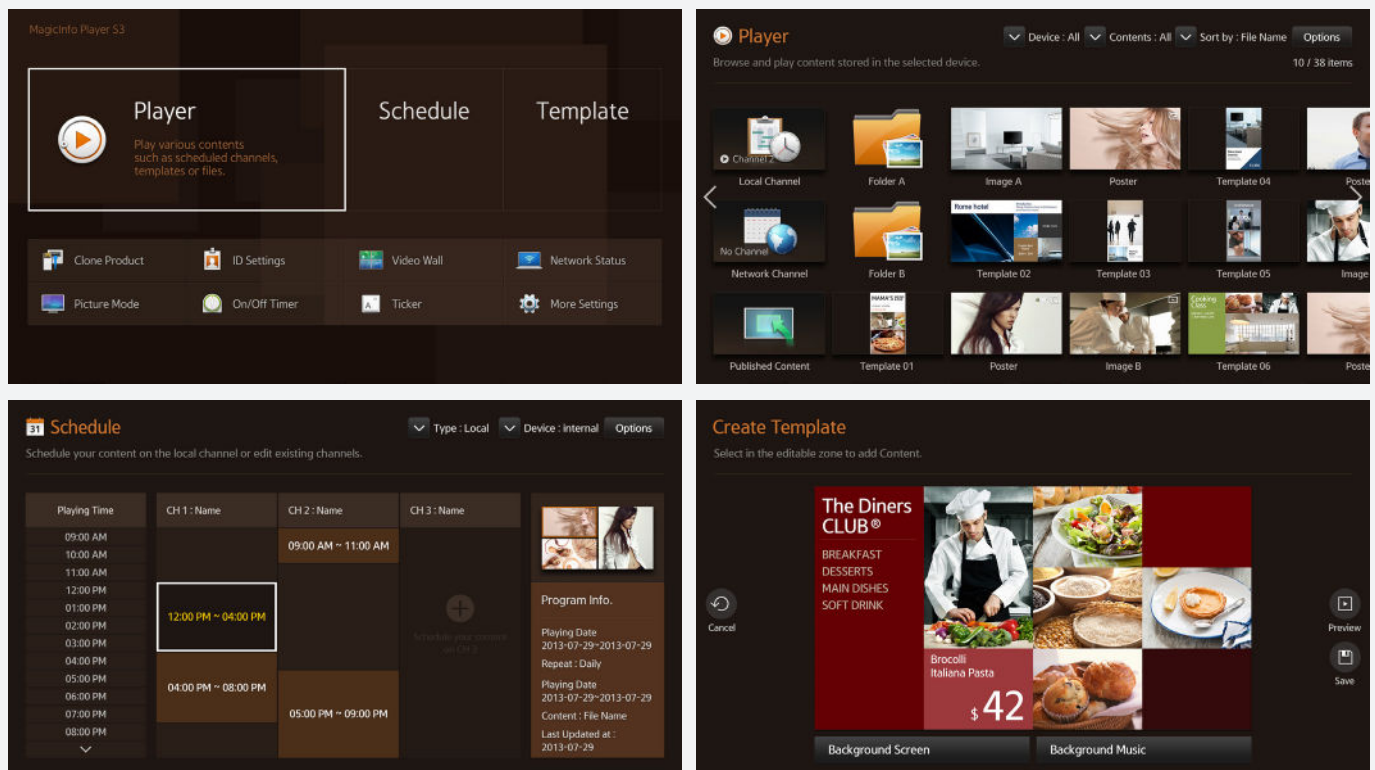 MagicInfo Player S3
Player
Play various contents
such as scheduled channels,
templates or files.
Schedule
Template
Clone Product
ID Settings
Video Wall
Network Status
Picture Mode
On/Off Timer
Ticker
More Settings
Player
Device : All
Contents : All
Sort by : File Name
Options
Browse and play content stored in the selected device.
10 / 38 items
Channel 2
Local Channel
Folder A
Image A
Poster
Template 04
Poste
No Channel
Rome hotel
Network Channel
Folder B
Template 02
Template 03
Template 05
Image
Cooking
Class
Published Content
Template 01
Poster
Image B
Template 06
Poste
31
Schedule
Type : Local
Device : internal
Options
Schedule your content on the local channel or edit existing channels.
Playing Time
CH 1 : Name
CH 2 : Name
CH 3 : Name
09:00 AM
10:00 AM
11:00 AM
12:00 PM
01:00 PM
02:00 PM
03:00 PM
04:00 PM
05:00 PM
06:00 PM
07:00 PM
08:00 PM
12:00 PM ~ 04:00 PM
04:00 PM ~ 08:00 PM
09:00 AM ~ 11:00 AM
05:00 PM ~ 09:00 PM
Schedule your content
Program Info.
Playing Date
2013-07-29~2013-07-29
Repeat : Daily
Playing Date
2013-07-29~2013-07-29
Content : File Name
Last Updated at :
2013-07-29
Create Template
Select in the editable zone to add Content.
The Diners
CLUB®
BREAKFAST
DESSERTS
MAIN DISHES
SOFT DRINK
Brocolli
Italiana Pasta
$ 42
Cancel
Preview
Save
Background Screen
Background Music